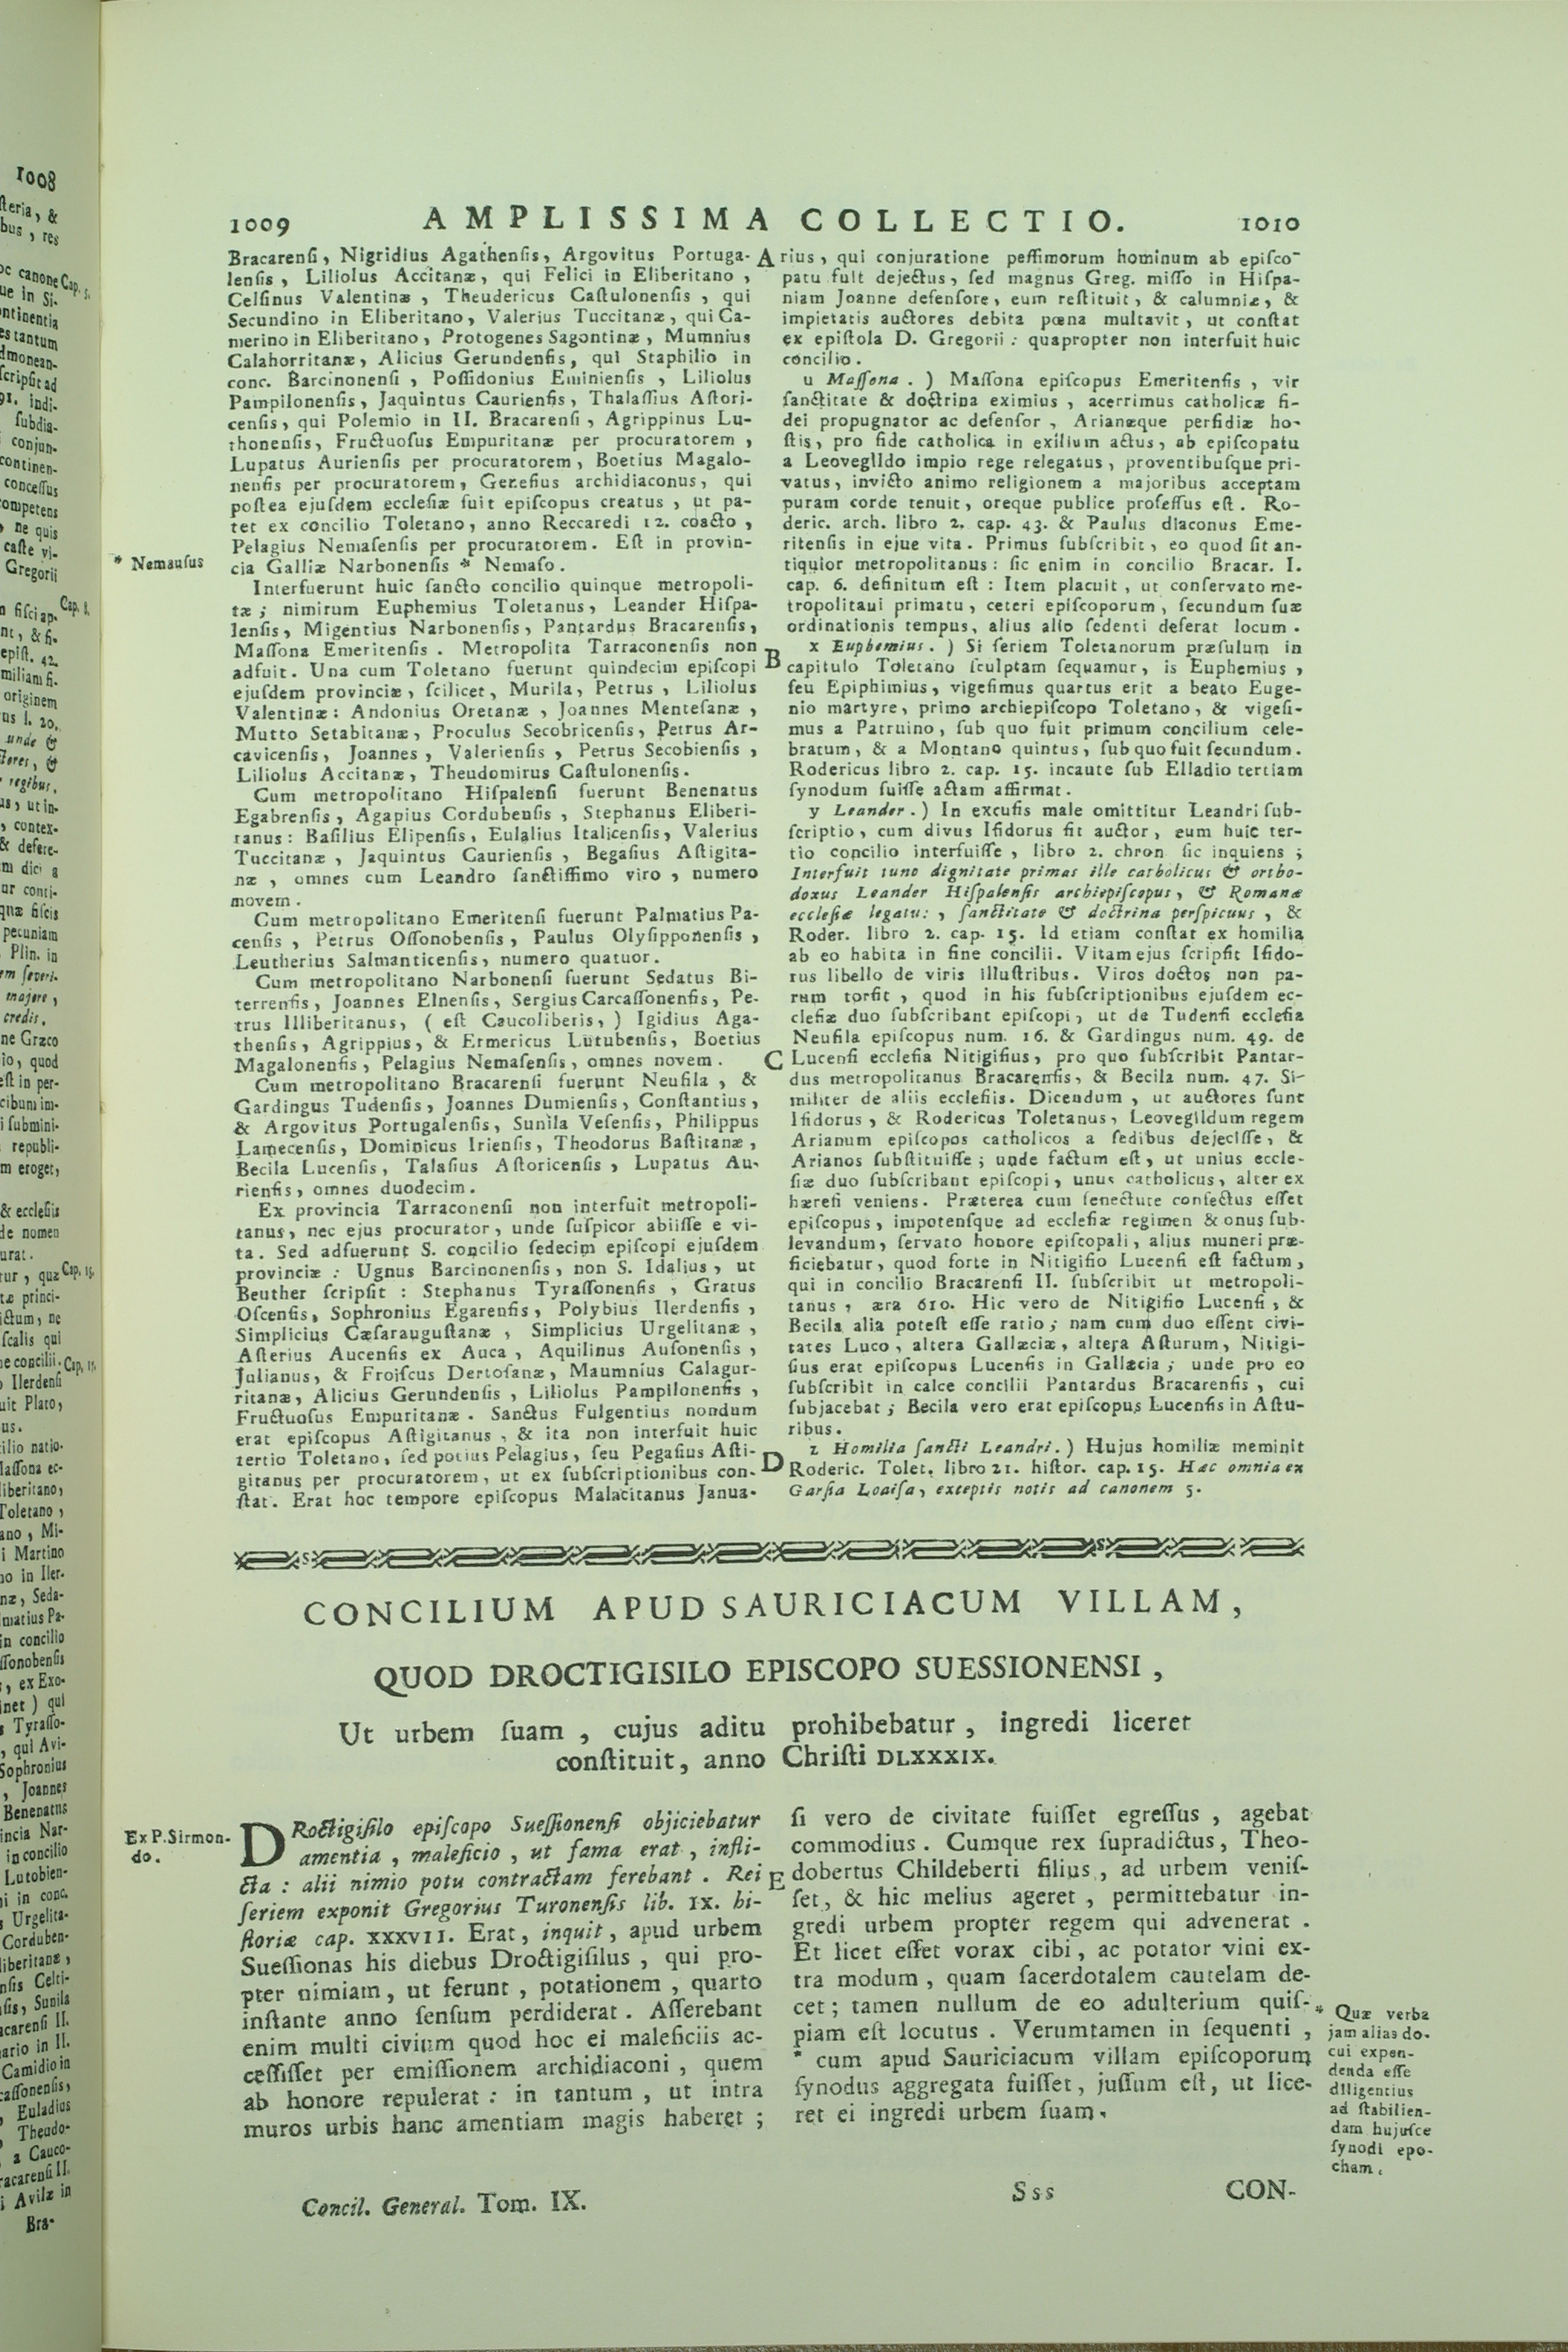 1009 AMPLISSIMA COLLECTIO. 1010
Bracarenſi, Nigridius Agathenſis, Argovitus Portuga-
lenſis, Liliolus Accitanæ, qui Felici in Eliberitano,
Celſinus Valentinæ, Theudericus Caſtulonenſis, qui
Secundino in Eliberitano, Valerius Tuccitanæ, qui Ca-
merino in Eliberitano, Protogenes Sagontinæ, Mumnius
Calahorritanæ, Alicius Gerundenſis, qui Staphilio in
conc. Barcinonenſi, Poſſidonius Eminienſis, Liliolus
Pampilonenſis, Jaquintus Caurienſis, Thalaſſius Aſtori-
cenſis, qui Polemio in II. Bracarenſi, Agrippinus Lu-
thonenſis, Fructuoſus Empuritanæ per procuratorem,
Lupatus Aurienſis per procuratorem, Boetius Magalo-
nenſis per procuratorem, Geneſius archidiaconus, qui
poſtea ejuſdem eccleſiæ fuit epiſcopus creatus, ut pa-
tet ex concilio Toletano, anno Reccaredi 12. coacto,
Pelagius Nemaſenſis per procuratorem. Eſt in provin-
* Nemauſus
cia Galliæ Narbonenſis * Nemaſo.
Interfuerunt huic ſancto concilio quinque metropoli-
tæ; nimirum Euphemius Toletanus, Leander Hiſpa-
lenſis, Migentius Narbonenſis, Pantardus Bracarenſis,
Maſſona Emeritenſis. Metropolita Tarraconenſis non
adfuit. Una cum Toletano fuerunt quindecim epiſcopi
ejuſdem provinciæ, ſcilicet, Murila, Petrus, Liliolus
Valentinæ: Andonius Oretanæ, Joannes Menteſanæ,
Mutto Setabitanæ, Proculus Secobricenſis, Petrus Ar-
cavicenſis, Joannes, Valerienſis, Petrus Secobienſis,
Liliolus Accitanæ, Theudomirus Caſtulonenſis.
Cum metropolitano Hiſpalenſi fuerunt Benenatus
Egabrenſis, Agapius Cordubenſis, Stephanus Eliberi-
tanus: Baſilius Elipenſis, Eulalius Italicenſis, Valerius
Tuccitanæ, Jaquintus Caurienſis, Begaſius Aſtigita-
næ, omnes cum Leandro ſanctiſſimo viro, numero
movem.
Cum metropolitano Emeritenſi fuerunt Palmatius Pa-
cenſis, Petrus Oſſonobenſis, Paulus Olyſipponenſis,
Leutherius Salmanticenſis, numero quatuor.
Cum metropolitano Narbonenſi fuerunt Sedatus Bi-
terrenſis, Joannes Elnenſis, Sergius Carcaſſonenſis, Pe-
trus Illiberitanus, ( eſt Caucoliberis, ) Igidius Aga-
thenſis, Agrippius, & Ermericus Lutubenſis, Boetius
Magalonenſis, Pelagius Nemaſenſis, omnes novem.
Cum metropolitano Bracarenſi fuerunt Neufila, &
Gardingus Tudenſis, Joannes Dumienſis, Conſtantius,
& Argovitus Portugalenſis, Sunila Veſenſis, Philippus
Lamecenſis, Dominicus Irienſis, Theodorus Baſtitanæ,
Becila Lucenſis, Talaſius Aſtoricenſis, Lupatus Au-
rienſis, omnes duodecim.
Ex provincia Tarraconenſi non interfuit metropoli-
tanus, nec ejus procurator, unde ſuſpicor abiiſſe e vi-
ta. Sed adfuerunt S. concilio ſedecim epiſcopi ejuſdem
provinciæ: Ugnus Barcinonenſis, non S. Idalius, ut
Beuther ſcripſit: Stephanus Tyraſſonenſis, Gratus
Oſcenſis, Sophronius Egarenſis, Polybius Ilerdenſis,
Simplicius Cæſarauguſtanæ, Simplicius Urgelitanæ,
Aſterius Aucenſis ex Auca, Aquilinus Auſonenſis,
Julianus, & Froiſcus Dertoſanæ, Maumnius Calagur-
ritanæ, Alicius Gerundenſis, Liliolus Pampilonenſis,
Fructuoſus Empuritanæ. Sanctus Fulgentius nondum
erat epiſcopus Aſtigitanus, & ita non interfuit huic
tertio Toletano, ſed potius Pelagius, ſeu Pegaſius Aſti-
gitanus per procuratorem, ut ex ſubſcriptionibus con-
ſtat. Erat hoc tempore epiſcopus Malacitanus Janua-
A rius, qui conjuratione peſſimorum hominum ab epiſco-
patu fuit dejectus, ſed magnus Greg. miſſo in Hiſpa-
niam Joanne defenſore, eum reſtituit, & calumniæ, &
impietatis auctores debita pœna multavit, ut conſtat
ex epiſtola D. Gregorii: quapropter non interfuit huic
concilio.
u Maſſona. ) Maſſona epiſcopus Emeritenſis, vir
ſanctitate & doctrina eximius, acerrimus catholicæ fi-
dei propugnator ac defenſor, Arianæque perfidiæ ho-
ſtis, pro fide catholica in exilium actus, ab epiſcopatu
a Leovegildo impio rege relegatus, proventibuſque pri-
vatus, invicto animo religionem a majoribus acceptam
puram corde tenuit, oreque publice profeſſus eſt. Ro-
deric. arch. libro 2. cap. 43. & Paulus diaconus Eme-
ritenſis in ejue vita. Primus ſubſcribit, eo quod ſit an-
tiquior metropolitanus: ſic enim in concilio Bracar. I.
cap. 6. definitum eſt: Item placuit, ut conſervato me-
tropolitaui primatu, ceteri epiſcoporum, ſecundum ſuæ
ordinationis tempus, alius alio ſedenti deferat locum.
x Euphemius. ) Si ſeriem Toletanorum præſulum in
B capitulo Toletano ſculptam ſequamur, is Euphemius,
ſeu Epiphimius, vigeſimus quartus erit a beato Euge-
nio martyre, primo archiepiſcopo Toletano, & vigeſi-
mus a Patruino, ſub quo fuit primum concilium cele-
bratum, & a Montano quintus, ſub quo fuit ſecundum.
Rodericus libro 2. cap. 15. incaute ſub Elladio tertiam
ſynodum fuiſſe actam affirmat.
y Leander. ) In excuſis male omittitur Leandri ſub-
ſcriptio, cum divus Iſidorus ſit auctor, eum huic ter-
tio concilio interfuiſſe, libro 2. chron ſic inquiens;
Interfuit tunc dignitate primas ille catholicus & ortho-
doxus Leander Hiſpalenſis archiepiſcopus, & Romanæ
eccleſiæ legatu:, ſanctitate & doctrina perſpicuus, &
Roder. libro 2. cap. 15. Id etiam conſtat ex homilia
ab eo habita in fine concilii. Vitam ejus ſcripſit Iſido-
rus libello de viris illuſtribus. Viros doctos non pa-
rum torſit, quod in his ſubſcriptionibus ejuſdem ec-
cleſiæ duo ſubſcribant epiſcopi, ut de Tudenſi eccleſia
Neufila epiſcopus num. 16. & Gardingus num. 49. de
C Lucenſi eccleſia Nitigiſius, pro quo ſubſcribit Pantar-
dus metropolitanus Bracarenſis, & Becila num. 47. Si-
militer de aliis eccleſiis. Dicendum, ut auctores ſunt
Iſidorus, & Rodericus Toletanus, Leovegildum regem
Arianum epiſcopos catholicos a ſedibus dejeciſſe, &
Arianos ſubſtituiſſe; unde factum eſt, ut unius eccle-
ſiæ duo ſubſcribant epiſcopi, unus catholicus, alter ex
hæreſi veniens. Præterea cum ſenecture confectus eſſet
epiſcopus, impotenſque ad eccleſiæ regimen & onus ſub-
levandum, ſervato honore epiſcopali, alius muneri præ-
ficiebatur, quod forte in Nitigiſio Lucenſi eſt factum,
qui in concilio Bracarenſi II. ſubſcribit ut metropoli-
tanus, æra 610. Hic vero de Nitigiſio Lucenſi, &
Becila alia poteſt eſſe ratio; nam cum duo eſſent civi-
tates Luco, altera Gallæciæ, altera Aſturum, Nitigi-
ſius erat epiſcopus Lucenſis in Gallæcia; unde pro eo
ſubſcribit in calce concilii Pantardus Bracarenſis, cui
ſubjacebat; Becila vero erat epiſcopus Lucenſis in Aſtu-
ribus.
z Homilia ſancti Leandri. ) Hujus homiliæ meminit
D Roderic. Tolet. libro 21. hiſtor. cap. 15. Hæc omnia ex
Garſia Loaiſa, exceptis notis ad canonem 5.
CONCILIUM APUD SAURICIACUM VILLAM,
QUOD DROCTIGISILO EPISCOPO SUESSIONENSI,
Ut urbem ſuam, cujus aditu prohibebatur, ingredi liceret
conſtituit, anno Chriſti DLXXXIX.
Ex P. Sirmon-
do.
DRoctigiſilo epiſcopo Sueſſionenſi objiciebatur
amentia, maleficio, ut fama erat, infli-
cta: alii nimio potu contractam ferebant. Rei
ſeriem exponit Gregorius Turonenſis lib. IX. hi-
ſtoriæ cap. XXXVII. Erat, inquit, apud urbem
Sueſſionas his diebus Droctigiſilus, qui pro-
pter nimiam, ut ferunt, potationem, quarto
inſtante anno ſenſum perdiderat. Aſſerebant
enim multi civium quod hoc ei maleficiis ac-
ceſſiſſet per emiſſionem archidiaconi, quem
ab honore repulerat: in tantum, ut intra
muros urbis hanc amentiam magis haberet;
ſi vero de civitate fuiſſet egreſſus, agebat
commodius. Cumque rex ſupradictus, Theo-
E dobertus Childeberti filius, ad urbem veniſ-
ſet, & hic melius ageret, permittebatur in-
gredi urbem propter regem qui advenerat.
Et licet eſſet vorax cibi, ac potator vini ex-
tra modum, quam ſacerdotalem cautelam de-
cet; tamen nullum de eo adulterium quiſ-
piam eſt locutus. Verumtamen in ſequenti,
* cum apud Sauriciacum villam epiſcoporum
ſynodus aggregata fuiſſet, juſſum eſt, ut lice-
ret ei ingredi urbem ſuam.
* Quæ verba
jam alias do-
cui expen-
denda eſſe
diligentius
ad ſtabilien-
dam hujuſce
ſynodi epo-
cham.
Concil. General. Tom. IX. Sss CON-